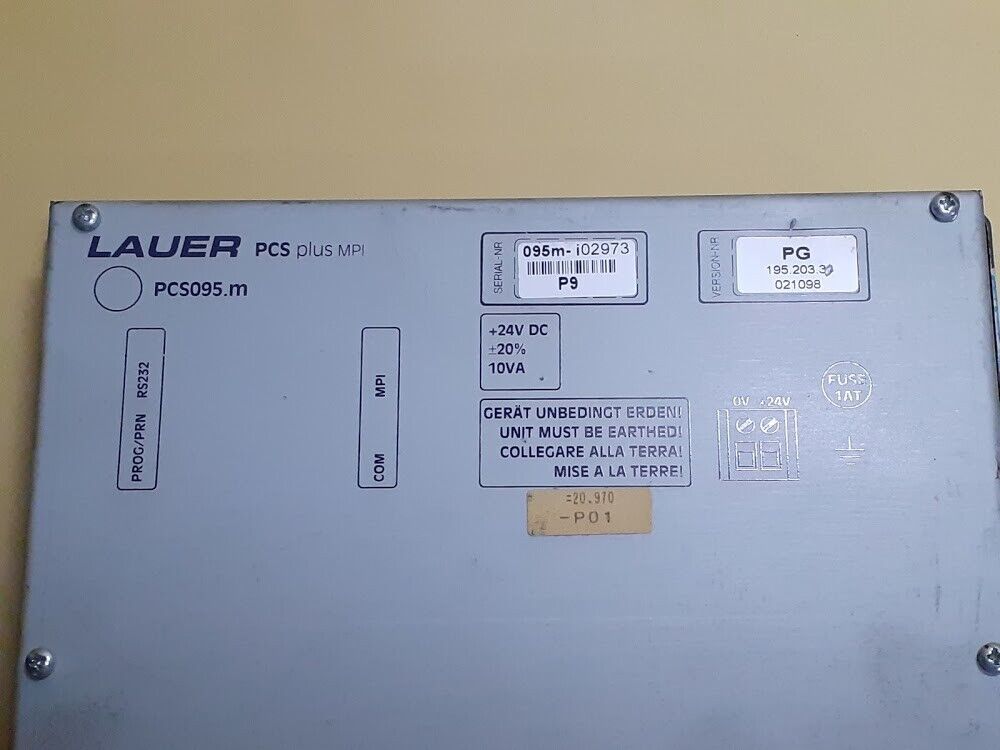 LAUER PCS plus MPI
PCS095.m
SERIAL-NR
095m- i02973
P9
VERSION-NR
PG
195.203.3
021098
PROG/PRN RS232
COM MPI
+24V DC
±20%
10VA
GERÄT UNBEDINGT ERDEN!
UNIT MUST BE EARTHED!
COLLEGARE ALLA TERRA!
MISE A LA TERRE!
0V +24V
FUSE
1AT
=20.970
-P01